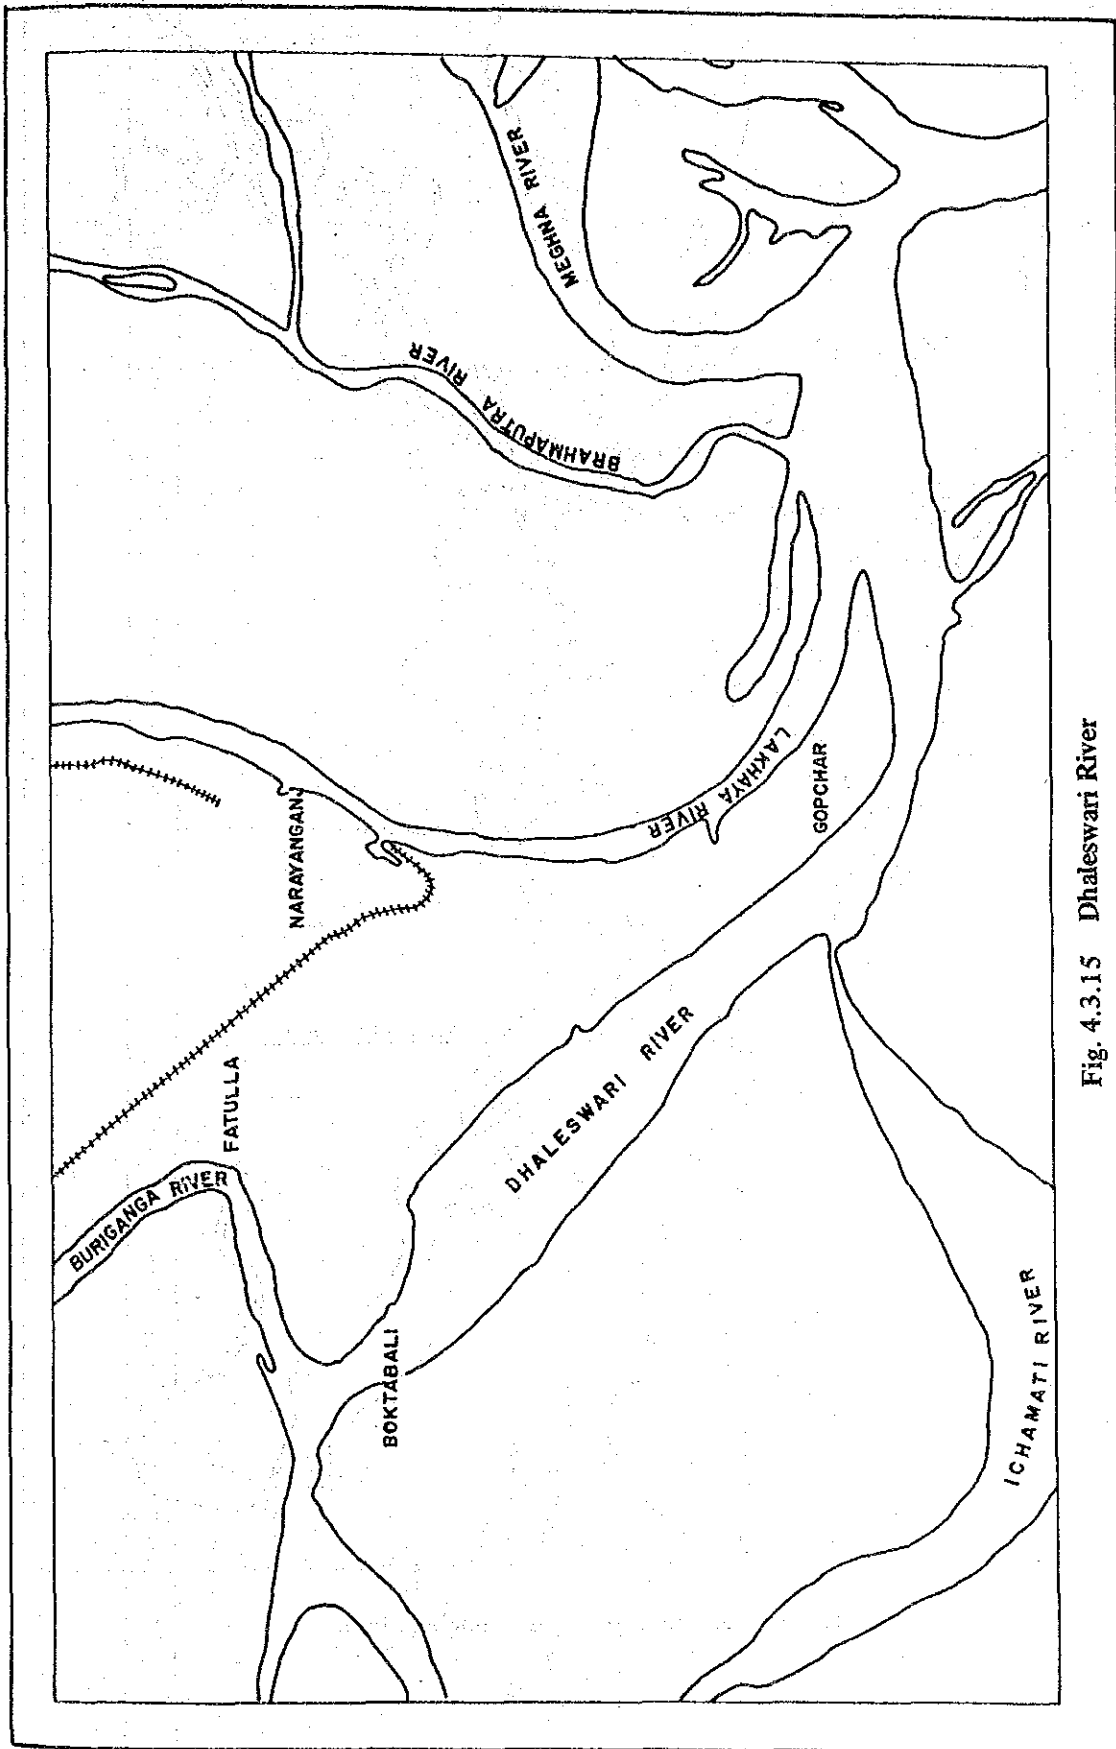 BURIGANGA RIVER
FATULLA
NARAYANGANJ
BOKTABALI
DHALESWARI RIVER
BRAHMAPUTRA RIVER
MEGHNA RIVER
LAKHAYA RIVER
GOPCHAR
ICHAMATI RIVER
Fig. 4.3.15 Dhaleswari River